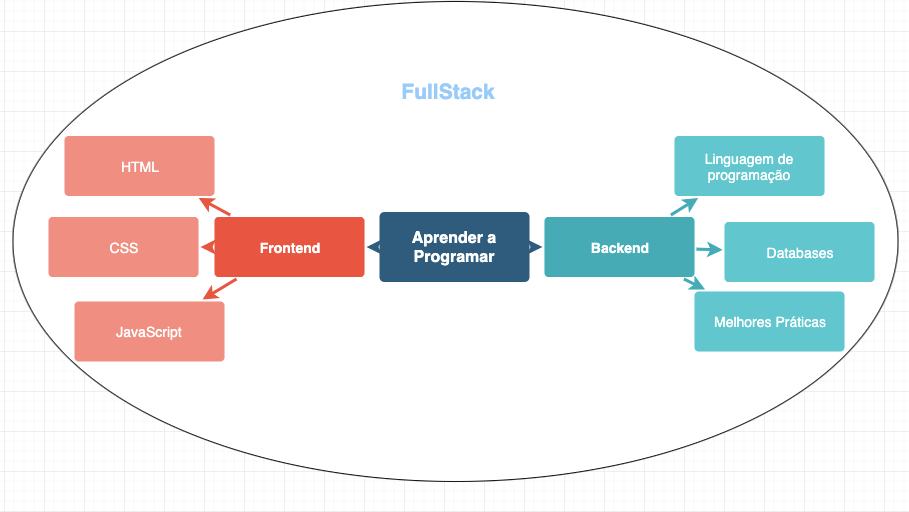 FullStack
HTML
CSS
JavaScript
Frontend
Aprender a
Programar
Backend
Linguagem de
programação
Databases
Melhores Práticas